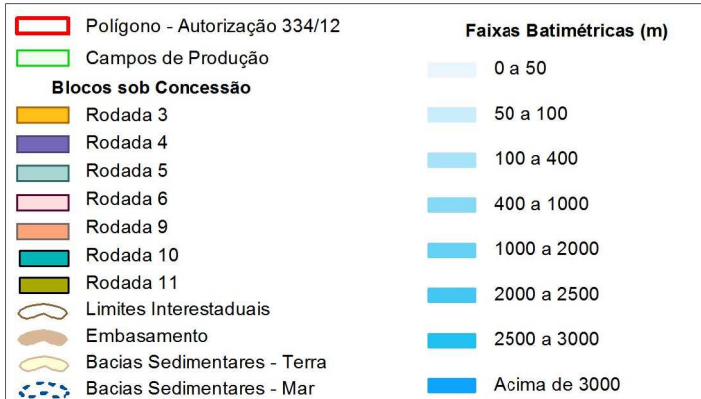 Polígono - Autorização 334/12
Campos de Produção
Blocos sob Concessão
Rodada 3
Rodada 4
Rodada 5
Rodada 6
Rodada 9
Rodada 10
Rodada 11
Limites Interestaduais
Embasamento
Bacias Sedimentares - Terra
Bacias Sedimentares - Mar
Faixas Batimétricas (m)
0 a 50
50 a 100
100 a 400
400 a 1000
1000 a 2000
2000 a 2500
2500 a 3000
Acima de 3000